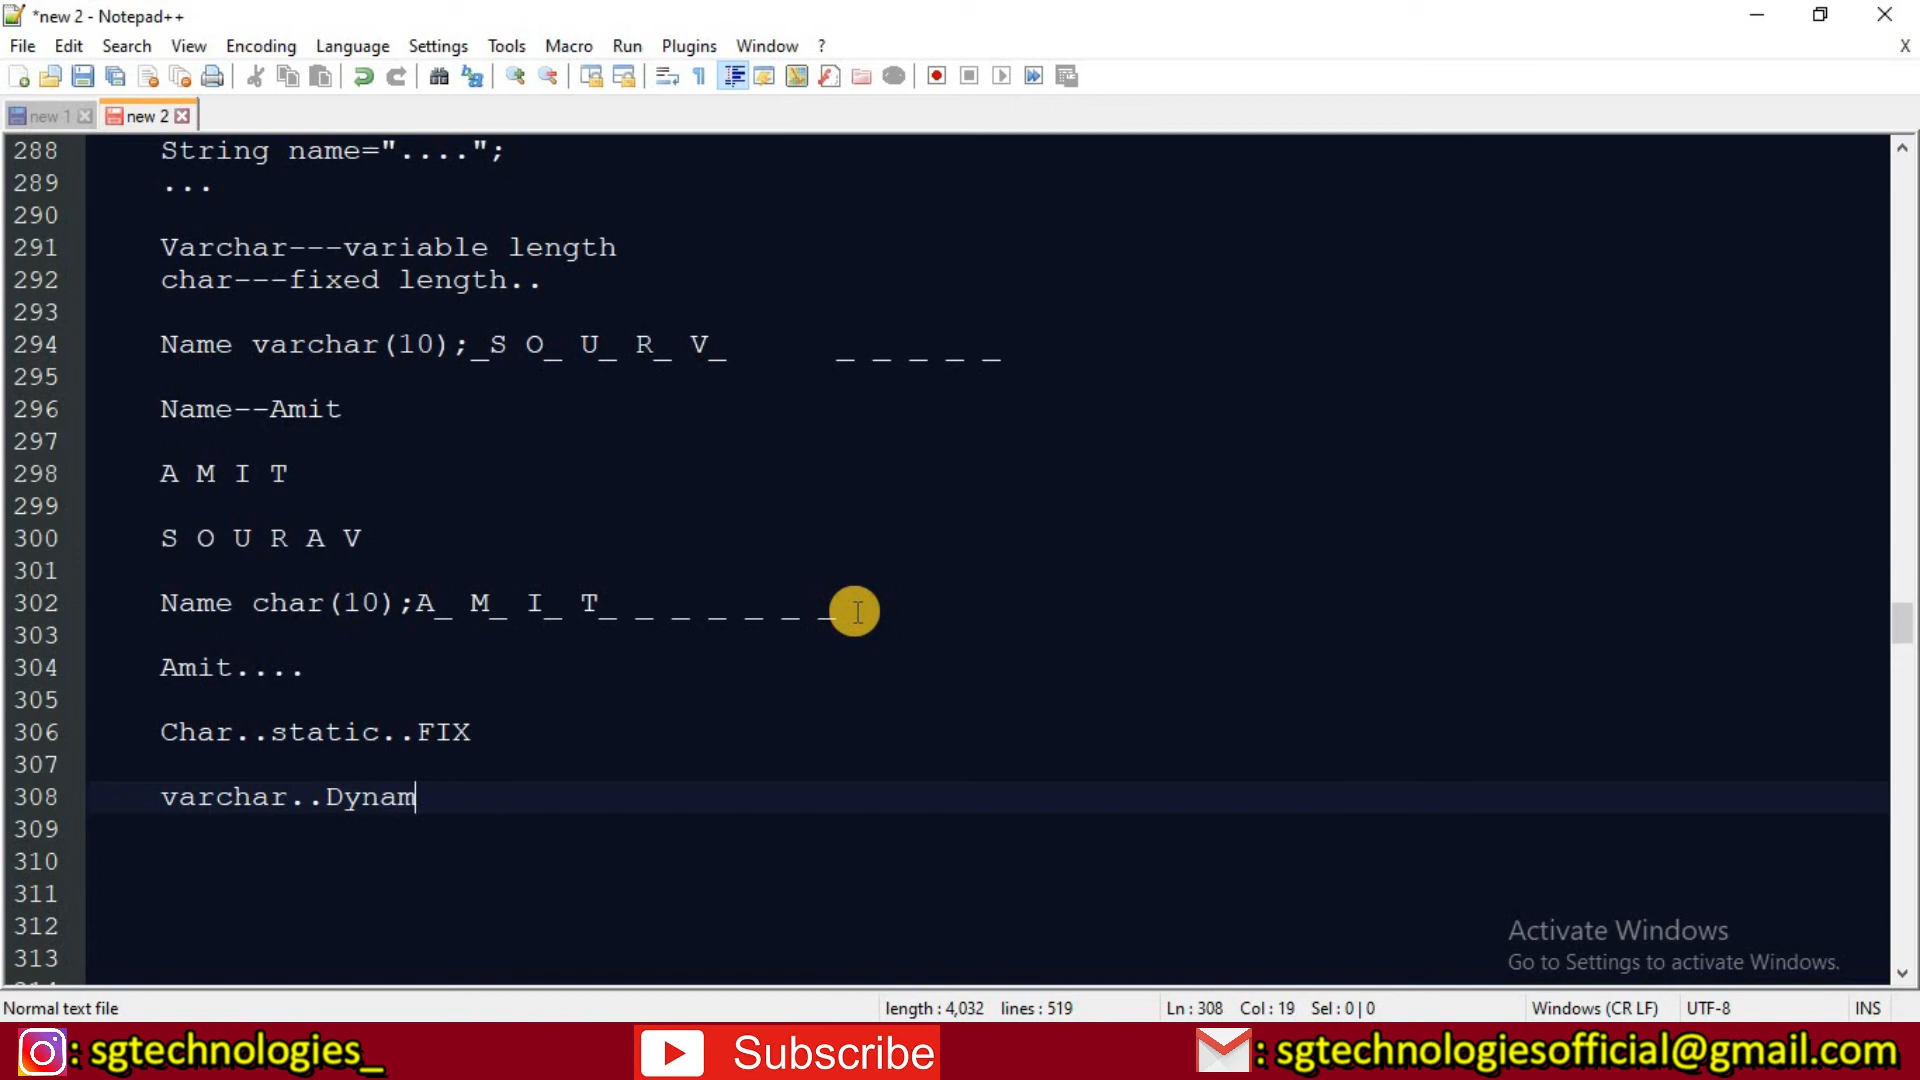 *new 2 - Notepad++
File Edit Search View Encoding Language Settings Tools Macro Run Plugins Window ? X
new 1 new 2
288 String name="....";
289 ...
290
291 Varchar---variable length
292 char---fixed length..
293
294 Name varchar(10);_S O_ U_ R_ V_ _ _ _ _ _
295
296 Name--Amit
297
298 A M I T
299
300 S O U R A V
301
302 Name char(10);A_ M_ I_ T_ _ _ _ _ _ _
303
304 Amit....
305
306 Char..static..FIX
307
308 varchar..Dynam
309
310
311
312
313
Activate Windows
Go to Settings to activate Windows.
Normal text file length : 4,032 lines : 519 Ln : 308 Col : 19 Sel : 0 | 0 Windows (CR LF) UTF-8 INS
: sgtechnologies_ Subscribe : sgtechnologiesofficial@gmail.com